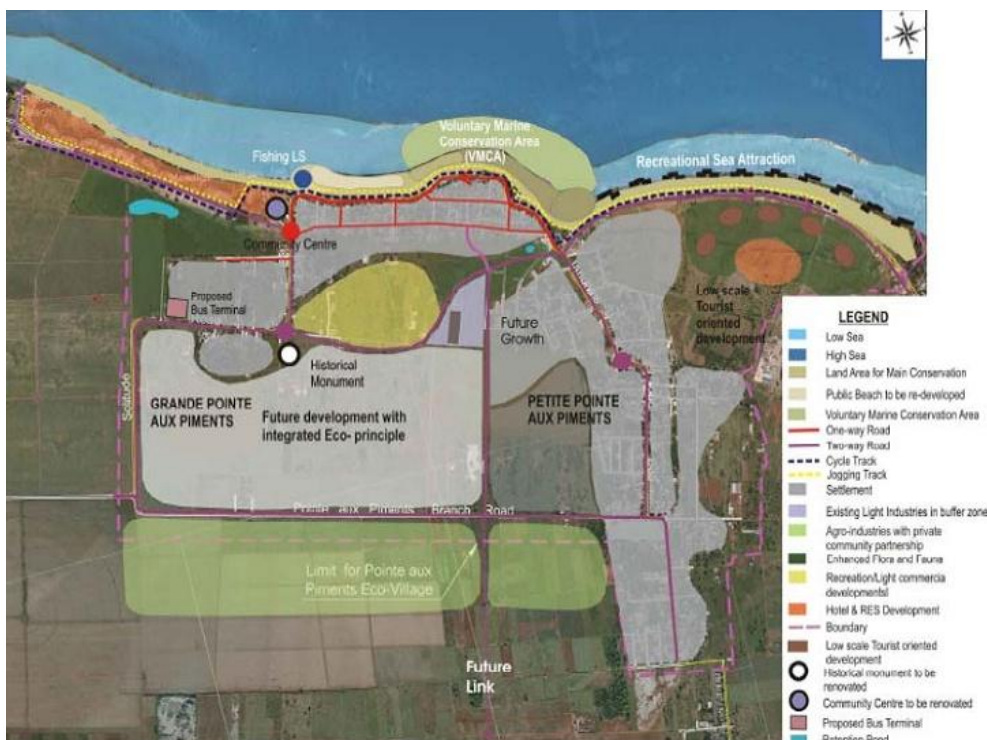 Voluntary Marine
Conservation Area
(VMCA)
Fishing LS
Recreational Sea Attraction
Community Centre
Proposed
Bus Terminal
Low scale
Tourist
oriented
development
Future
Growth
Historical
Monument
Solitude
GRANDE POINTE
AUX PIMENTS
Future development with
integrated Eco- principle
PETITE POINTE
AUX PIMENTS
Pointe aux Piments Branch Road
Limit for Pointe aux
Piments Eco-Village
Future
Link
LEGEND
Low Sea
High Sea
Land Area for Main Conservation
Public Beach to be re-developed
Voluntary Marine Conservation Area
One-way Road
Two-way Road
Cycle Track
Jogging Track
Settlement
Existing Light Industries in buffer zone
Agro-industries with private
community partnership
Enhanced Flora and Fauna
Recreation/Light commercia
developments!
Hotel & RES Development
Boundary
Low scale Tourist oriented
development
Historical monument to be
renovated
Community Centre to be renovated
Proposed Bus Terminal
Retention Pond